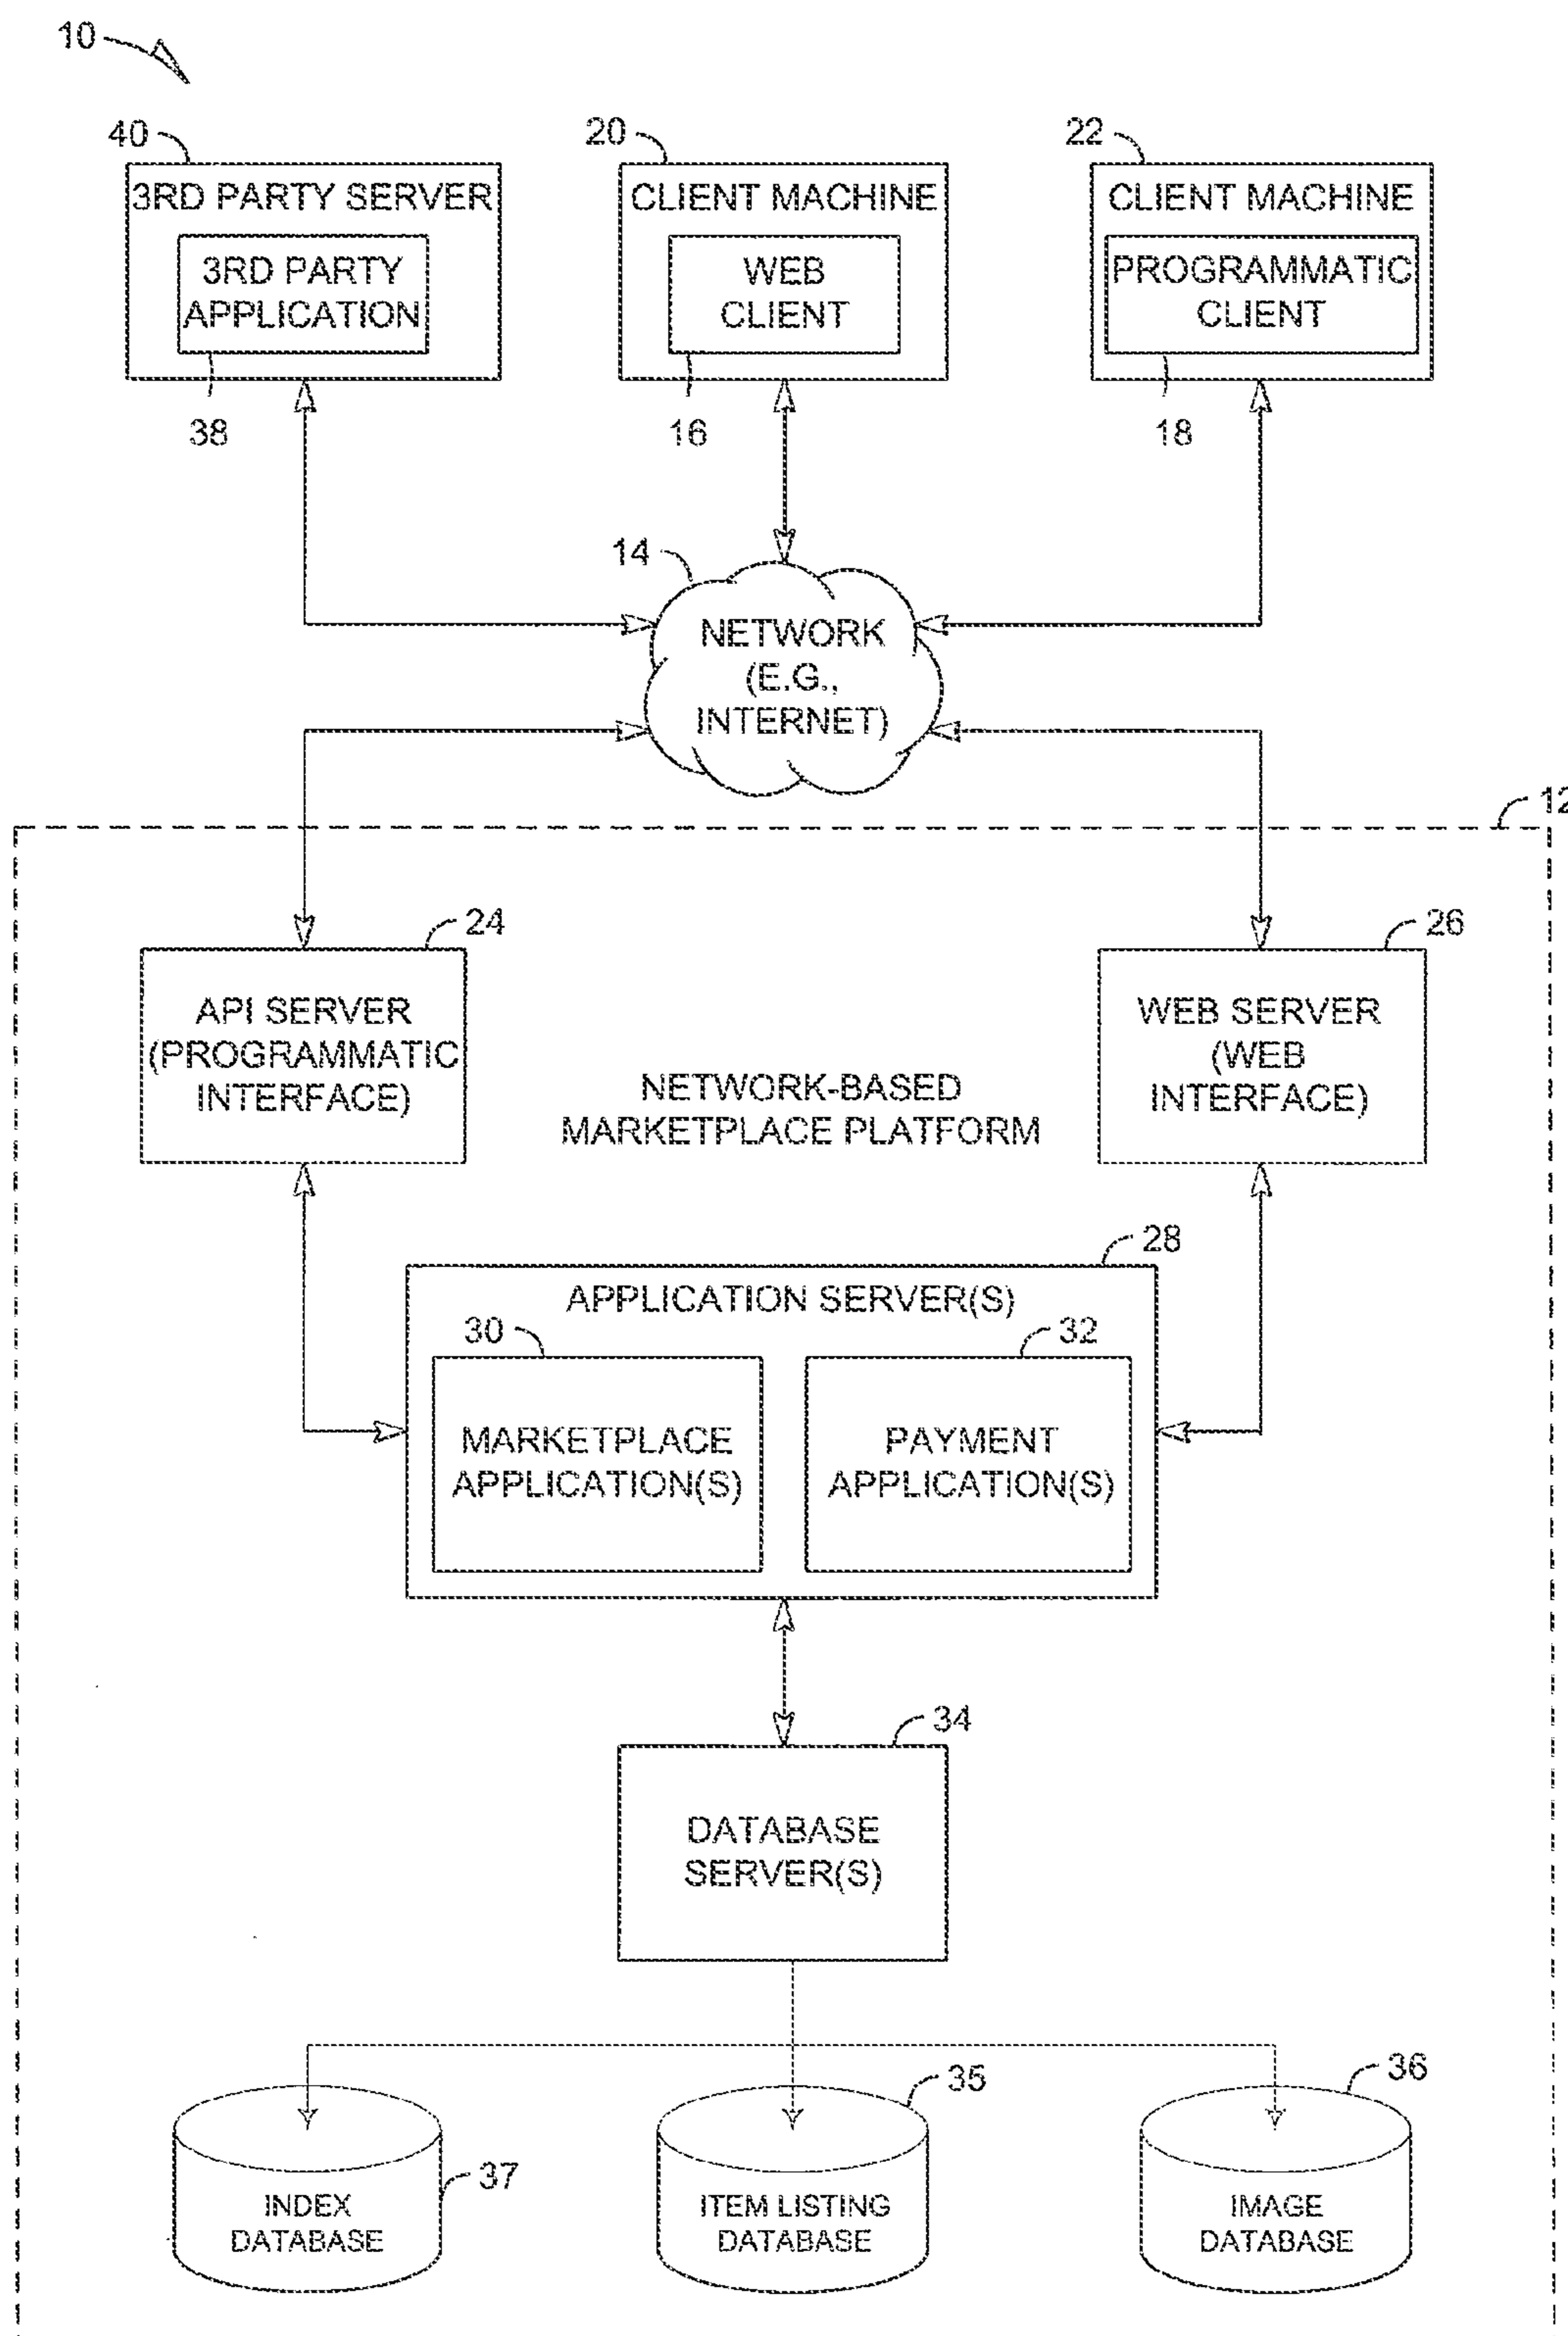 10
40
20
22
3RD PARTY SERVER
3RD PARTY
APPLICATION
38
CLIENT MACHINE
WEB
CLIENT
16
CLIENT MACHINE
PROGRAMMATIC
CLIENT
18
14
NETWORK
(E.G.,
INTERNET)
12
24
API SERVER
(PROGRAMMATIC
INTERFACE)
NETWORK-BASED
MARKETPLACE PLATFORM
26
WEB SERVER
(WEB
INTERFACE)
28
APPLICATION SERVER(S)
30
MARKETPLACE
APPLICATION(S)
32
PAYMENT
APPLICATION(S)
34
DATABASE
SERVER(S)
37
INDEX
DATABASE
35
ITEM LISTING
DATABASE
36
IMAGE
DATABASE